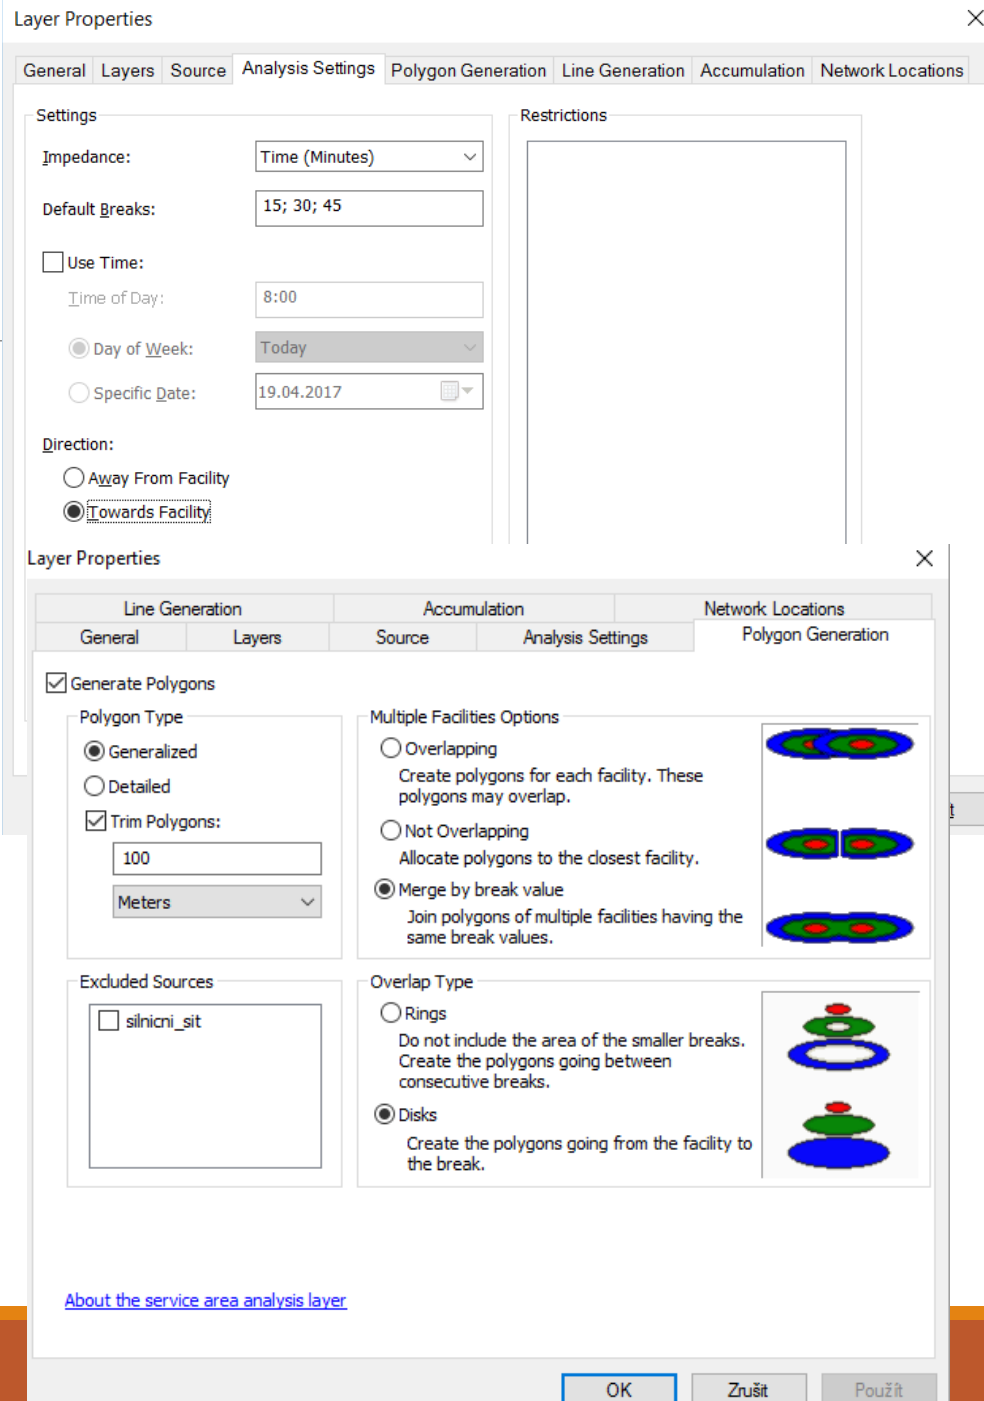 Layer Properties
General Layers Source Analysis Settings Polygon Generation Line Generation Accumulation Network Locations
Settings
Impedance: Time (Minutes)
Default Breaks: 15; 30; 45
Use Time:
Time of Day: 8:00
Day of Week: Today
Specific Date: 19.04.2017
Direction:
Away From Facility
Towards Facility
Restrictions
Layer Properties
Line Generation Accumulation Network Locations
General Layers Source Analysis Settings Polygon Generation
Generate Polygons
Polygon Type
Generalized
Detailed
Trim Polygons:
100
Meters
Multiple Facilities Options
Overlapping
Create polygons for each facility. These
polygons may overlap.
Not Overlapping
Allocate polygons to the closest facility.
Merge by break value
Join polygons of multiple facilities having the
same break values.
Excluded Sources
silnicni_sit
Overlap Type
Rings
Do not include the area of the smaller breaks.
Create the polygons going between
consecutive breaks.
Disks
Create the polygons going from the facility to
the break.
About the service area analysis layer
OK Zrušit Použít